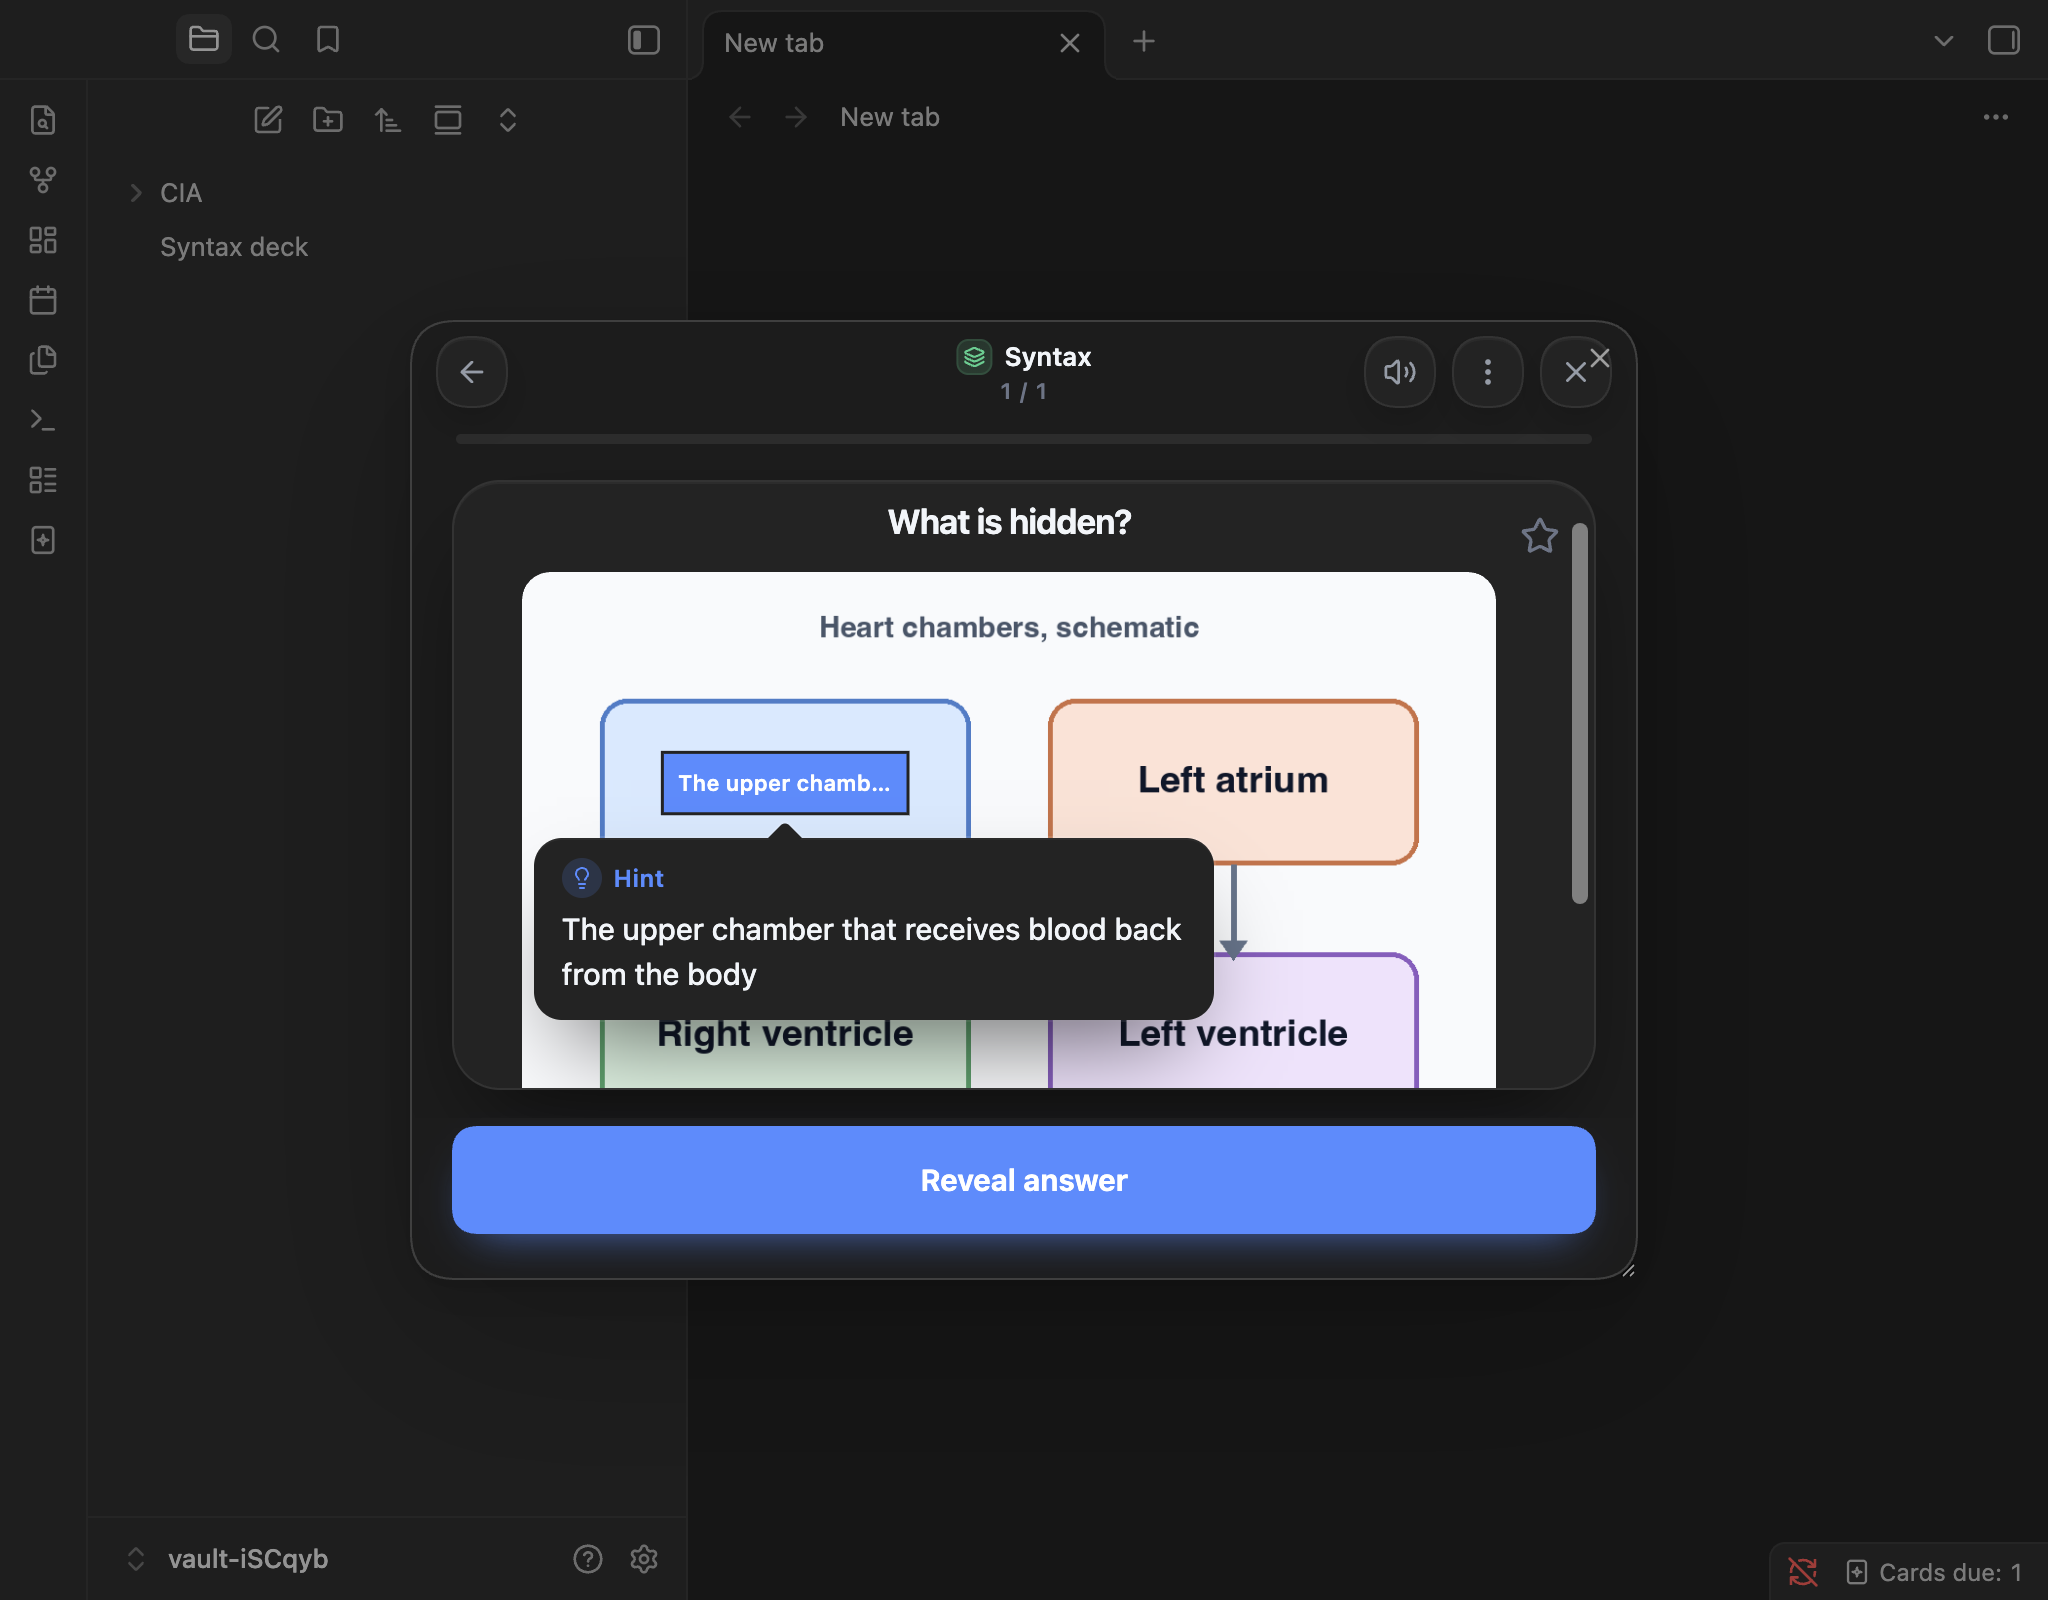 New tab
New tab
CIA
Syntax deck
Syntax
1 / 1
What is hidden?
Heart chambers, schematic
The upper chamb...
Left atrium
Hint
The upper chamber that receives blood back
from the body
Right ventricle
Left ventricle
Reveal answer
vault-iSCqyb
Cards due: 1